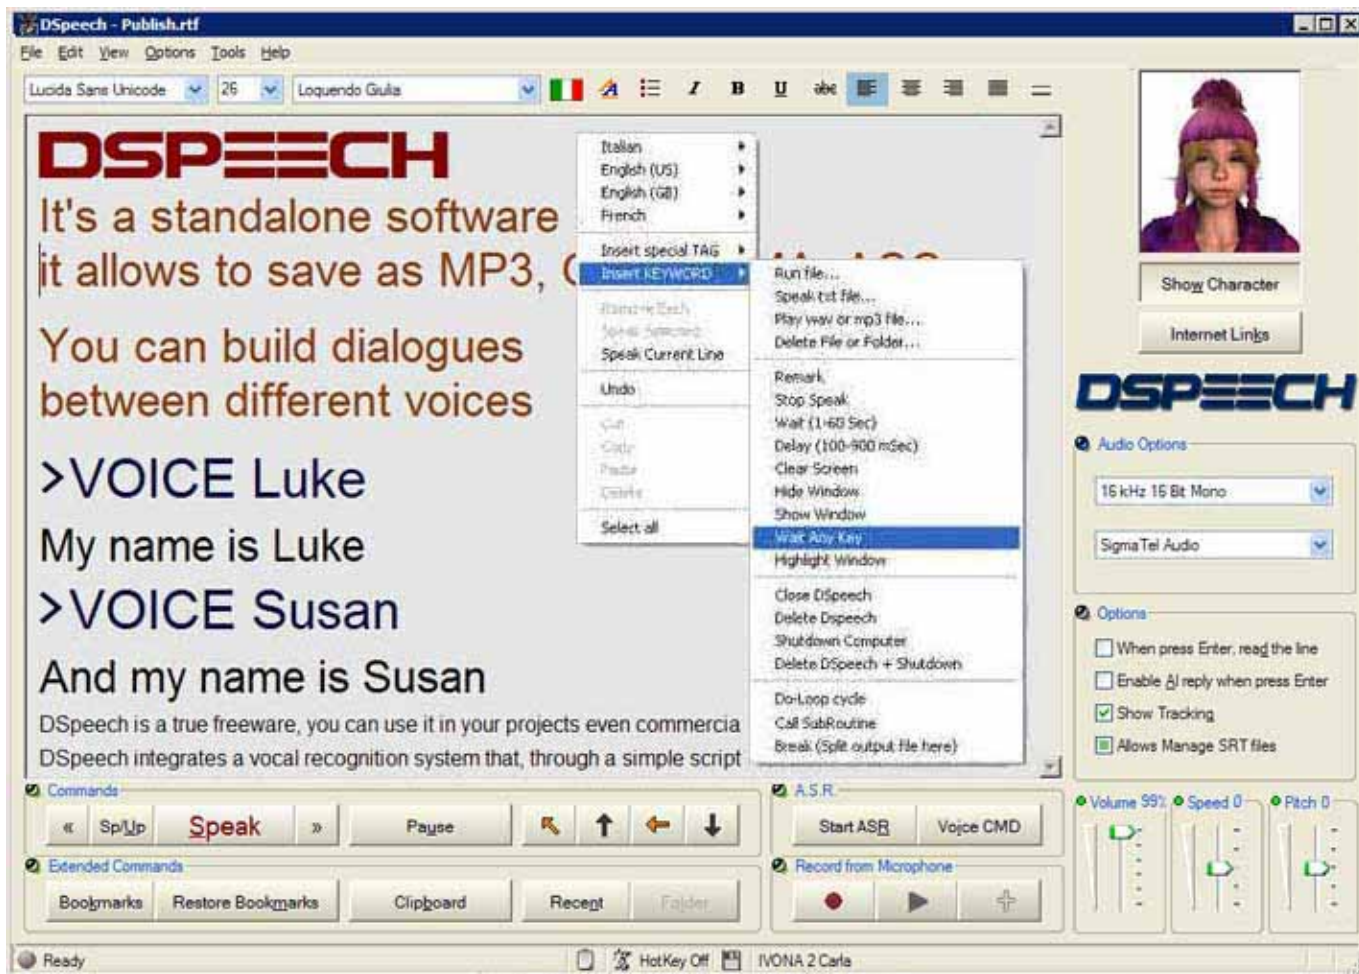 DSpeech - Publish.rtf
File Edit View Options Tools Help
Lucida Sans Unicode 26 Loquendo Giulia A I B U abc
DSPEECH
It's a standalone software
it allows to save as MP3,
You can build dialogues
between different voices
>VOICE Luke
My name is Luke
>VOICE Susan
And my name is Susan
DSpeech is a true freeware, you can use it in your projects even commercia
DSpeech integrates a vocal recognition system that, through a simple script
Italian
English (US)
English (GB)
French
Insert special TAG
Insert KEYWORD
Speak Selected
Speak Current Line
Undo
Cut
Copy
Paste
Delete
Select all
Run file...
Speak txt file...
Play wav or mp3 file...
Delete File or Folder...
Remark
Stop Speak
Wait (1-60 Sec)
Delay (100-900 mSec)
Clear Screen
Hide Window
Show Window
Wait Any Key
Highlight Window
Close DSpeech
Delete Dspeech
Shutdown Computer
Delete DSpeech + Shutdown
Do-Loop cycle
Call SubRoutine
Break (Split output file here)
Show Character
Internet Links
DSPEECH
Audio Options
16 kHz 16 Bit Mono
SigmaTel Audio
Options
When press Enter, read the line
Enable AI reply when press Enter
Show Tracking
Allows Manage SRT files
Volume 99% Speed 0 Pitch 0
Commands
« Sp/Up Speak » Pause
A.S.R.
Start ASR Voice CMD
Extended Commands
Bookmarks Restore Bookmarks Clipboard Recent Folder
Record from Microphone
Ready HotKey Off IVONA 2 Carla